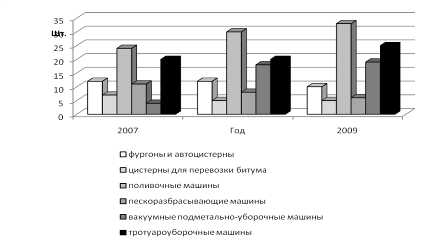 35
30
Шт.
25
20
15
10
5
0
2007 Год 2009
фургоны и автоцистерны
цистерны для перевозки битума
поливочные машины
пескоразбрасывающие машины
вакуумные подметально-уборочные машины
тротуароуборочные машины